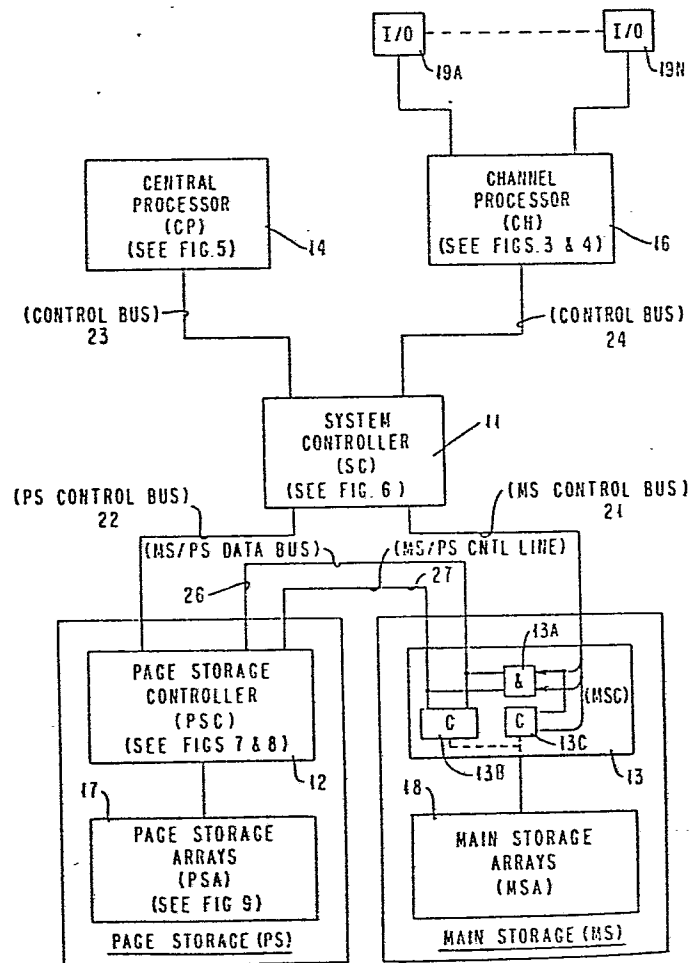 I/O
I/O
19A
19N
CENTRAL
PROCESSOR
(CP)
(SEE FIG.5)
14
CHANNEL
PROCESSOR
(CH)
(SEE FIGS. 3 & 4)
16
(CONTROL BUS)
23
(CONTROL BUS)
24
SYSTEM
CONTROLLER
(SC)
(SEE FIG. 6)
11
(PS CONTROL BUS)
22
(MS CONTROL BUS)
21
(MS/PS DATA BUS)
(MS/PS CNTL LINE)
26
27
PAGE STORAGE
CONTROLLER
(PSC)
(SEE FIGS 7 & 8)
12
13A
&
(MSC)
C
C
13B
13C
13
17
PAGE STORAGE
ARRAYS
(PSA)
(SEE FIG 9)
PAGE STORAGE (PS)
18
MAIN STORAGE
ARRAYS
(MSA)
MAIN STORAGE (MS)